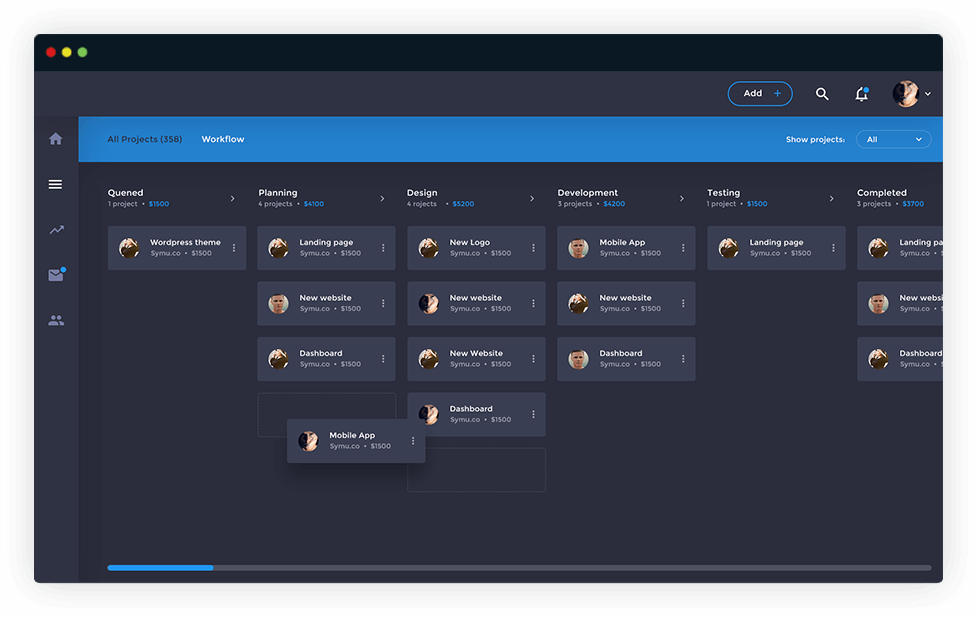 Add +
All Projects (358) Workflow Show projects: All
Quened
1 project • $1500
Planning
4 projects • $4100
Design
4 rojects • $5200
Development
3 projects • $4200
Testing
1 project • $1500
Completed
3 projects • $3700
Wordpress theme
Symu.co • $1500
Landing page
Symu.co • $1500
New Logo
Symu.co • $1500
Mobile App
Symu.co • $1500
Landing page
Symu.co • $1500
Landing pa
Symu.co • $
New website
Symu.co • $1500
New website
Symu.co • $1500
New website
Symu.co • $1500
New websi
Symu.co • $
Dashboard
Symu.co • $1500
New Website
Symu.co • $1500
Dashboard
Symu.co • $1500
Dashboard
Symu.co • $
Dashboard
Symu.co • $1500
Mobile App
Symu.co • $1500